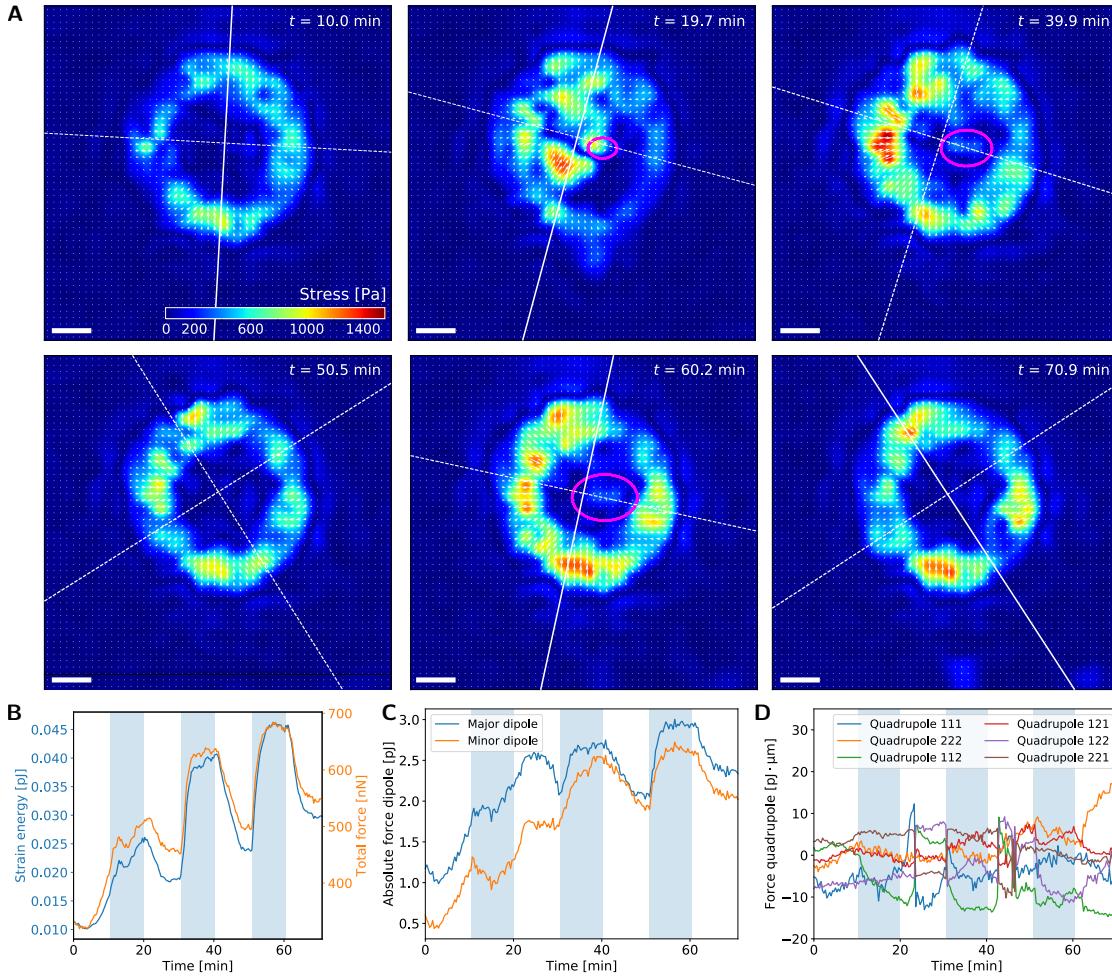 A
t = 10.0 min
t = 19.7 min
t = 39.9 min
Stress [Pa]
0 200 600 1000 1400
t = 50.5 min
t = 60.2 min
t = 70.9 min
B
Strain energy [pJ]
0.045
0.040
0.035
0.030
0.025
0.020
0.015
0.010
700
600
500
400
Total force [nN]
0 20 40 60
Time [min]
C
Absolute force dipole [pJ]
3.0
2.5
2.0
1.5
1.0
0.5
Major dipole
Minor dipole
0 20 40 60
Time [min]
D
Force quadrupole [pJ · μm]
30
20
10
0
−10
−20
Quadrupole 111
Quadrupole 222
Quadrupole 112
Quadrupole 121
Quadrupole 122
Quadrupole 221
0 20 40 60
Time [min]